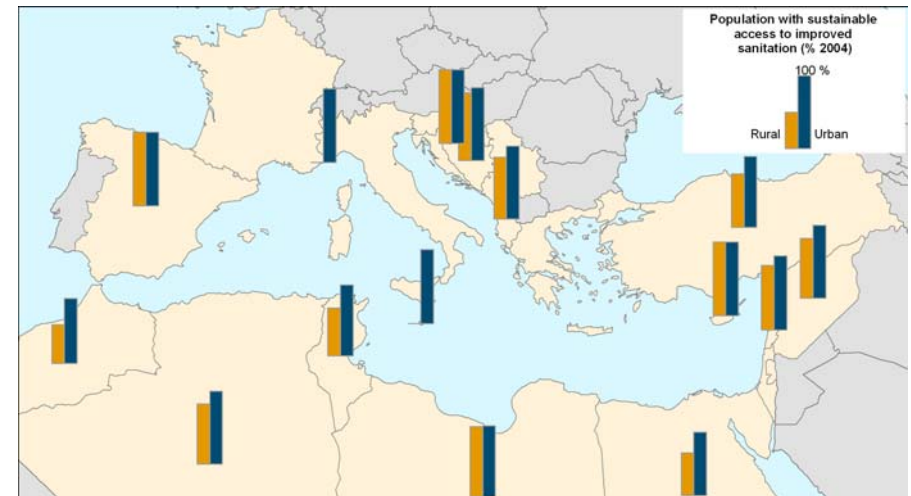 Population with sustainable
access to improved
sanitation (% 2004)
100 %
Rural Urban